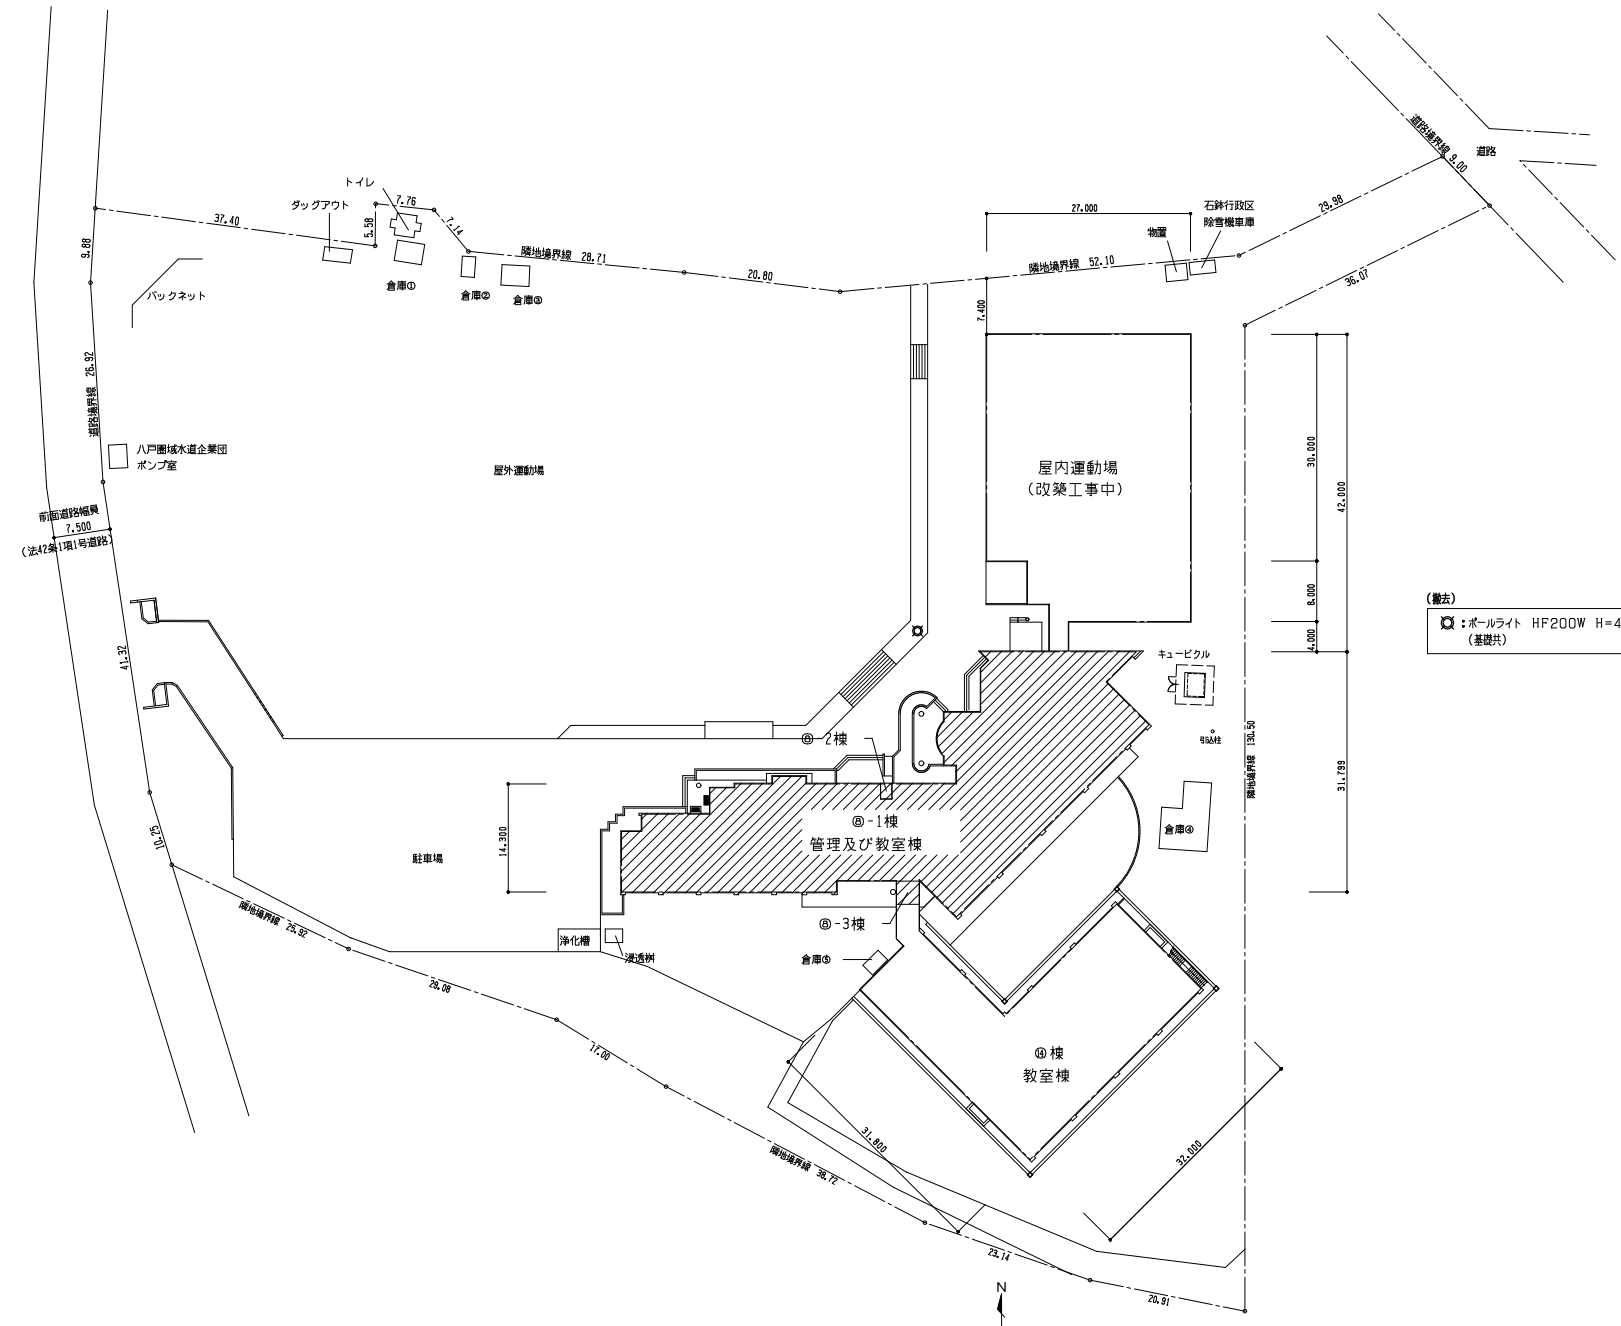 道路境界線 9.00
道路
トイレ
7.76
ダッグアウト
37.40
5.58
7.14
27.000
石鉢行政区
除雪機車庫
29.98
物置
9.88
隣地境界線 28.71
20.80
隣地境界線 52.10
36.07
倉庫①
倉庫②
倉庫③
バックネット
7.400
道路境界線 26.92
八戸圏域水道企業団
ポンプ室
屋外運動場
屋内運動場
(改築工事中)
30.000
42.000
前面道路幅員
7.500
(法42条1項1号道路)
8.000
(撤去)
:ポールライト HF200W H=4
(基礎共)
4.000
41.32
キュービクル
⑧-2棟
引込柱
隣地境界線 130.50
31.799
⑧-1棟
管理及び教室棟
倉庫④
14.300
駐車場
10.25
隣地境界線 25.92
⑧-3棟
浄化槽
浸透桝
倉庫⑤
29.08
17.00
⑭棟
教室棟
31.800
32.000
隣地境界線 38.72
23.14
20.91
N